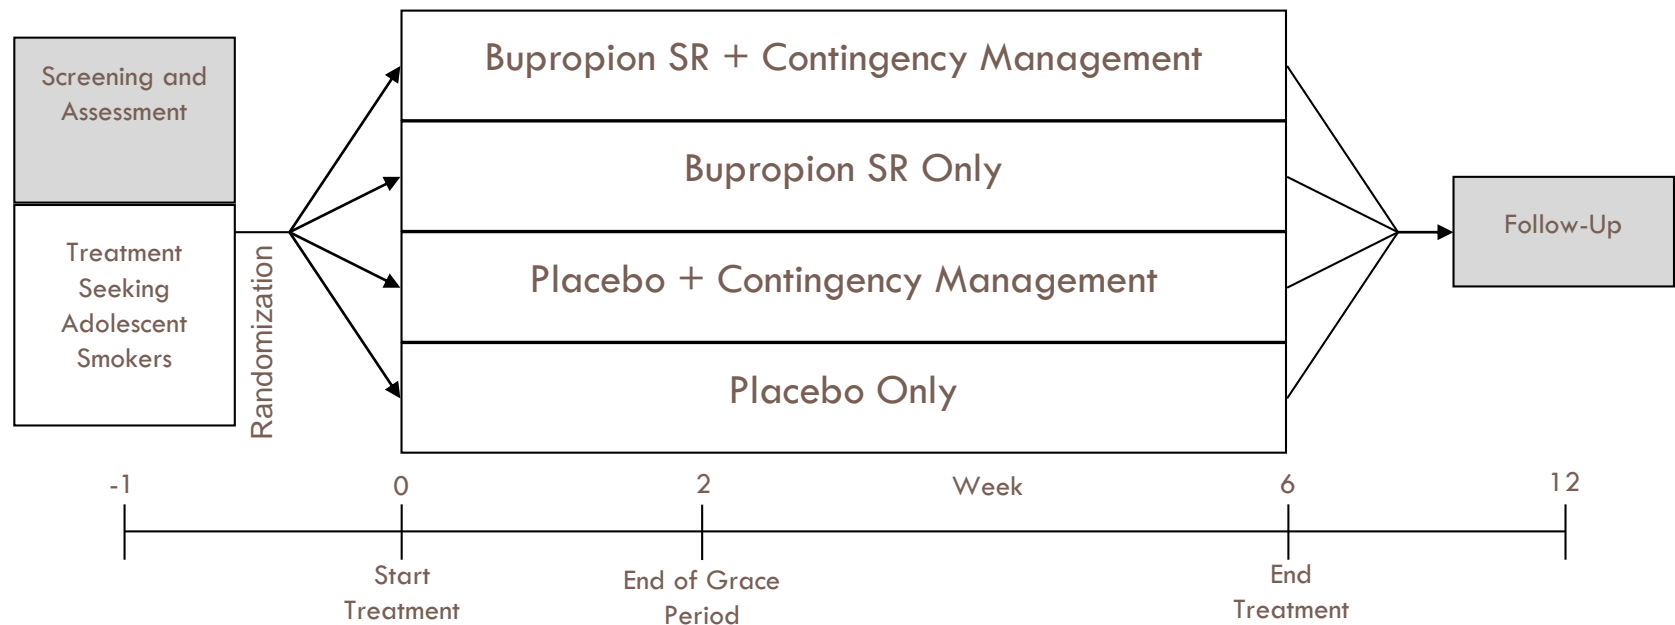 Screening and
Assessment
Treatment
Seeking
Adolescent
Smokers
Randomization
Bupropion SR + Contingency Management
Bupropion SR Only
Placebo + Contingency Management
Placebo Only
Follow-Up
-1
0
2
Week
6
12
Start
Treatment
End of Grace
Period
End
Treatment